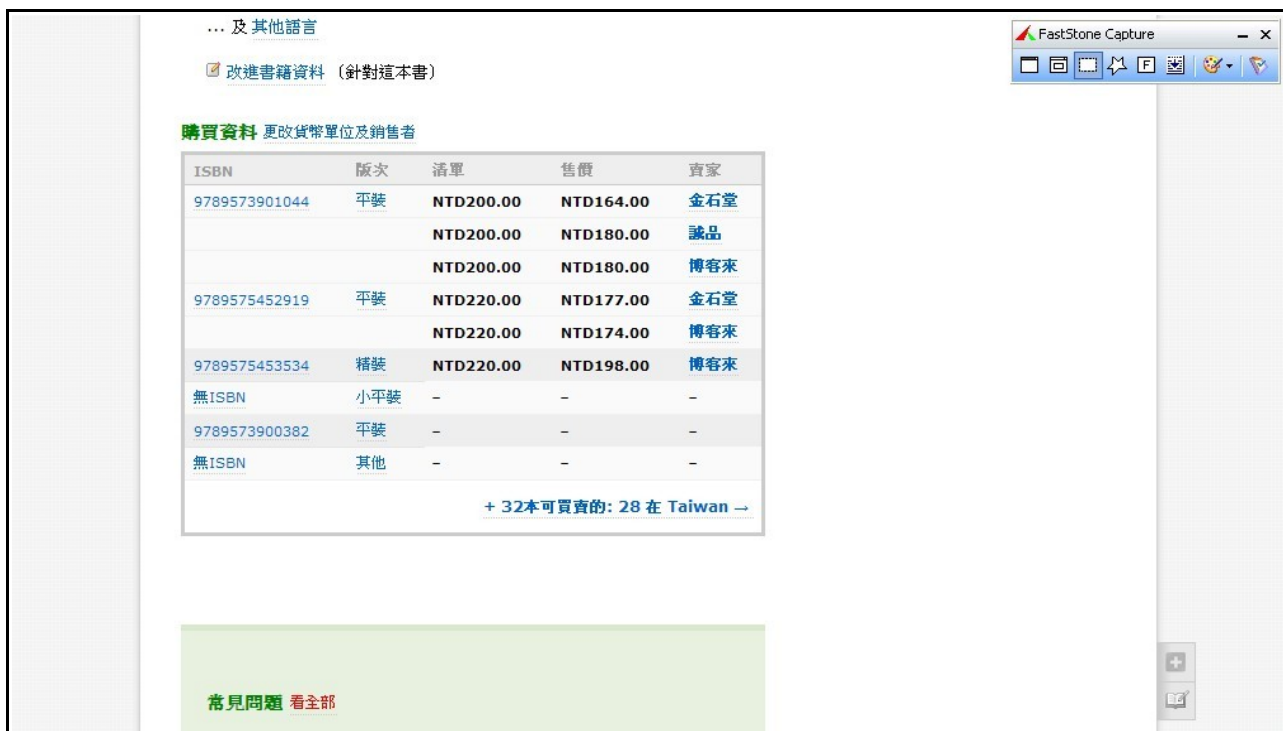 ... 及 其他語言
FastStone Capture
改進書籍資料 (針對這本書)
購買資料 更改貨幣單位及銷售者
ISBN 版次 清單 售價 賣家
9789573901044 平裝 NTD200.00 NTD164.00 金石堂
NTD200.00 NTD180.00 誠品
NTD200.00 NTD180.00 博客來
9789575452919 平裝 NTD220.00 NTD177.00 金石堂
NTD220.00 NTD174.00 博客來
9789575453534 精裝 NTD220.00 NTD198.00 博客來
無ISBN 小平裝 – – –
9789573900382 平裝 – – –
無ISBN 其他 – – –
+ 32本可買賣的: 28 在 Taiwan →
常見問題 看全部